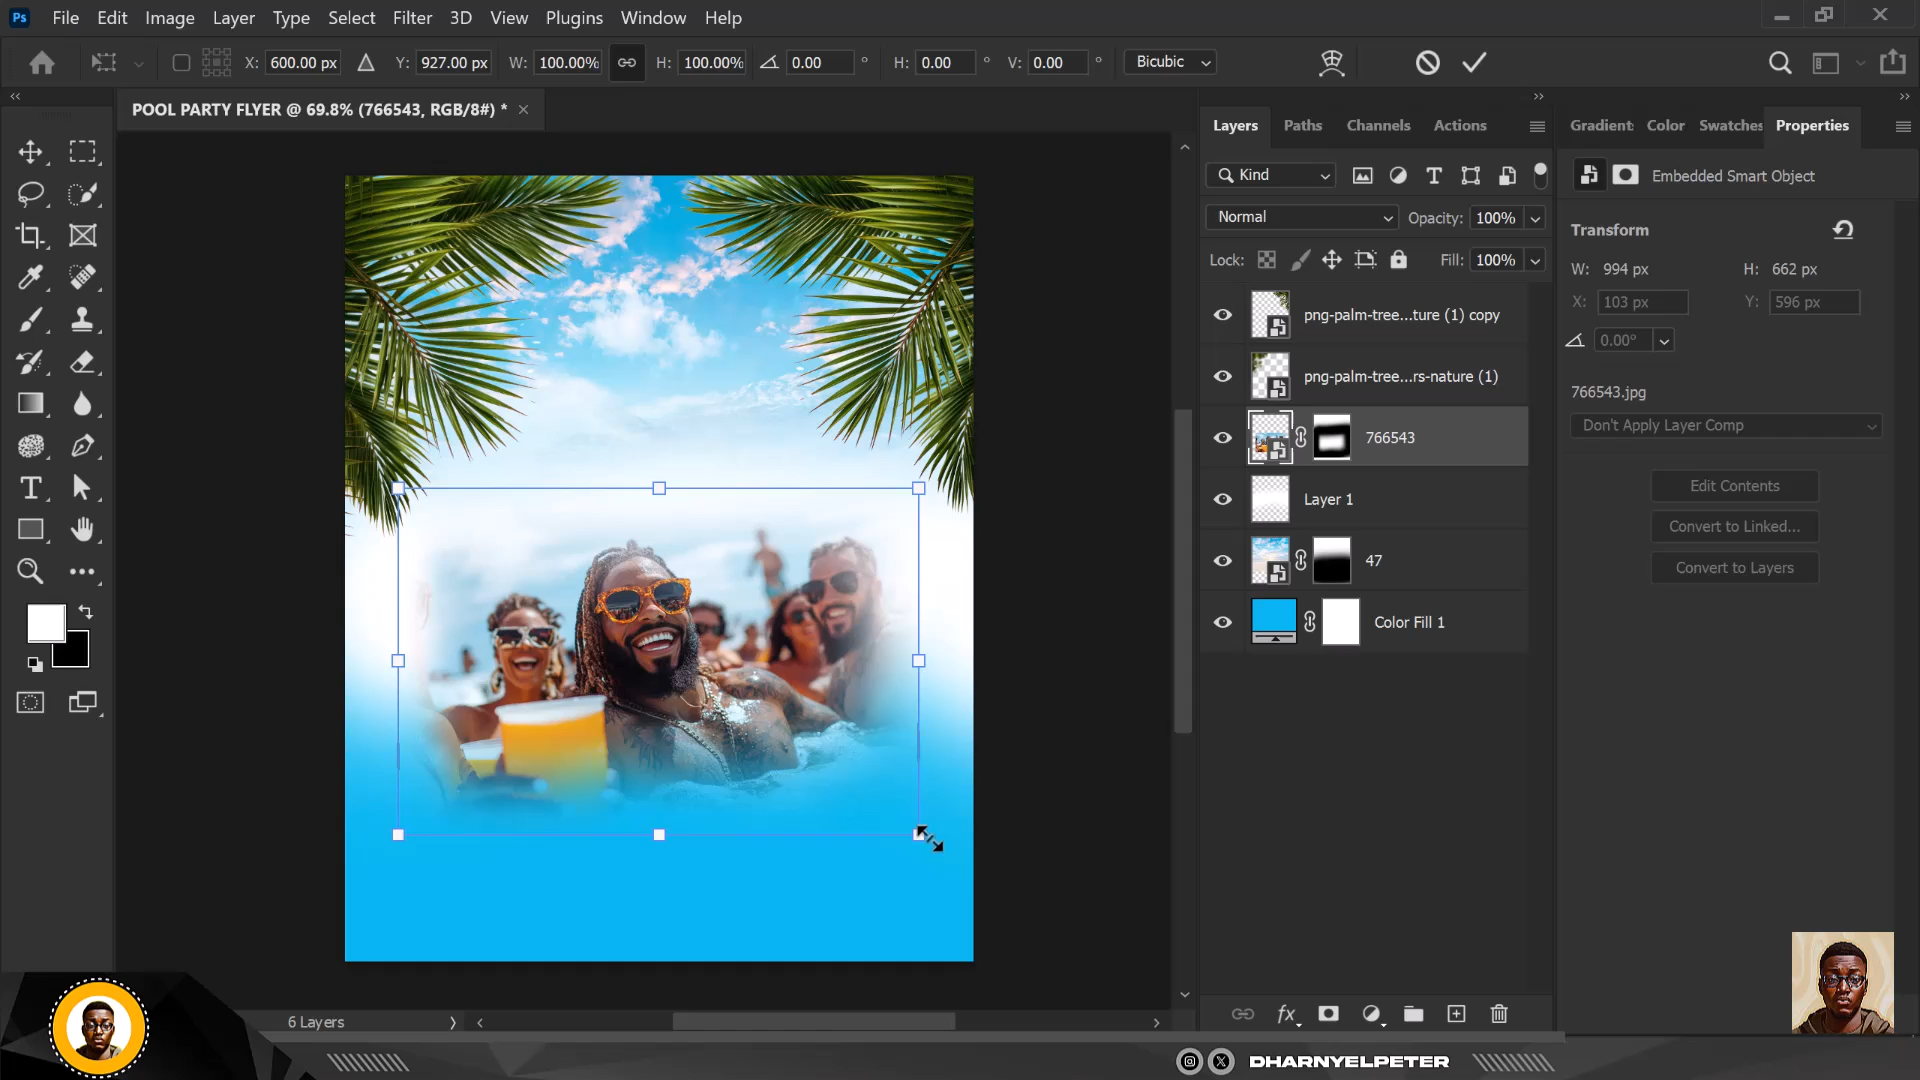 Ps File Edit Image Layer Type Select Filter 3D View Plugins Window Help
X: 600.00 px Y: 927.00 px W: 100.00% H: 100.00% 0.00 ° H: 0.00 ° V: 0.00 ° Bicubic
POOL PARTY FLYER @ 69.8% (766543, RGB/8#) * ×
Layers Paths Channels Actions
Gradient Color Swatches Properties
Kind
Embedded Smart Object
Normal Opacity: 100%
Transform
Lock: Fill: 100%
W: 994 px H: 662 px
X: 103 px Y: 596 px
0.00°
png-palm-tree...ture (1) copy
png-palm-tree...rs-nature (1)
766543.jpg
Don't Apply Layer Comp
766543
Edit Contents
Layer 1
Convert to Linked...
47
Convert to Layers
Color Fill 1
6 Layers
fx
DHARNYELPETER